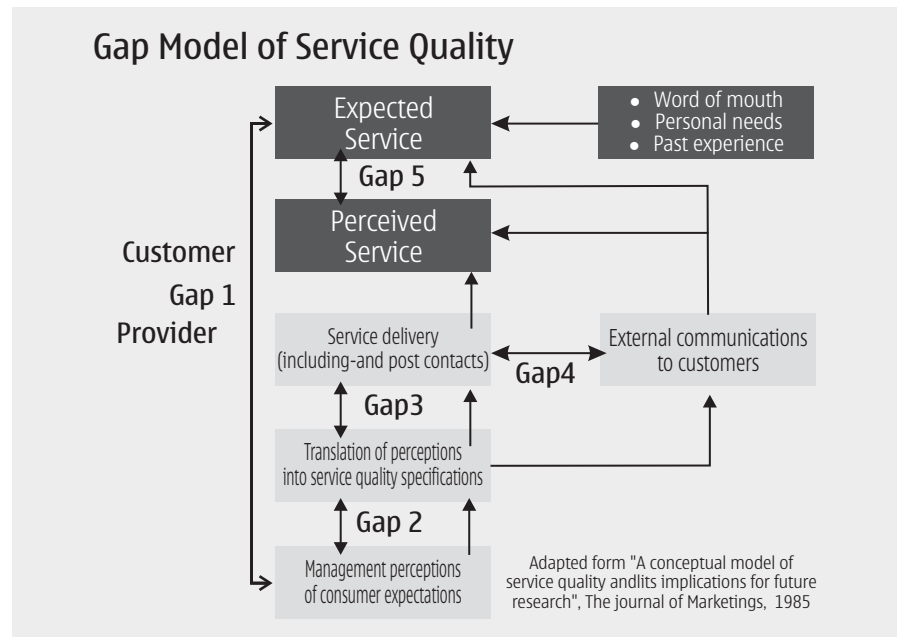 Gap Model of Service Quality
Expected
Service
● Word of mouth
● Personal needs
● Past experience
Gap 5
Perceived
Service
Customer
Gap 1
Provider
Service delivery
(including-and post contacts)
External communications
to customers
Gap4
Gap3
Translation of perceptions
into service quality specifications
Gap 2
Management perceptions
of consumer expectations
Adapted form "A conceptual model of
service quality andlits implications for future
research", The journal of Marketings, 1985